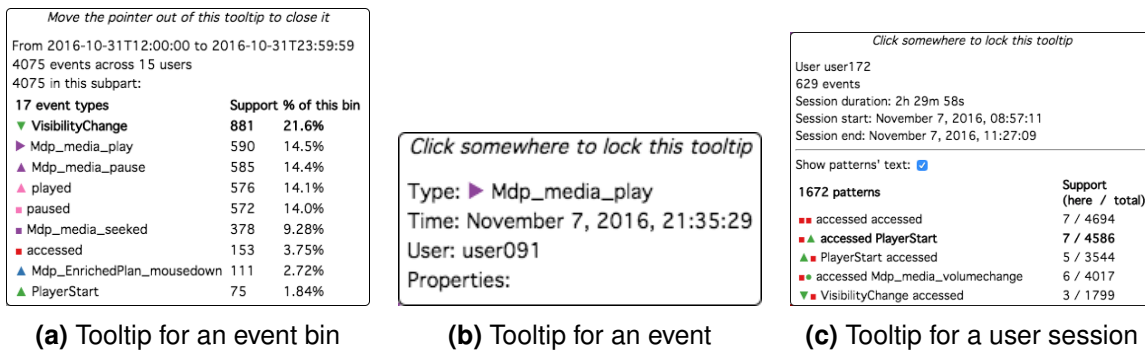 Move the pointer out of this tooltip to close it
From 2016-10-31T12:00:00 to 2016-10-31T23:59:59
4075 events across 15 users
4075 in this subpart:
17 event types Support % of this bin
VisibilityChange 881 21.6%
Mdp_media_play 590 14.5%
Mdp_media_pause 585 14.4%
played 576 14.1%
paused 572 14.0%
Mdp_media_seeked 378 9.28%
accessed 153 3.75%
Mdp_EnrichedPlan_mousedown 111 2.72%
PlayerStart 75 1.84%
(a) Tooltip for an event bin
Click somewhere to lock this tooltip
Type: Mdp_media_play
Time: November 7, 2016, 21:35:29
User: user091
Properties:
(b) Tooltip for an event
Click somewhere to lock this tooltip
User user172
629 events
Session duration: 2h 29m 58s
Session start: November 7, 2016, 08:57:11
Session end: November 7, 2016, 11:27:09
Show patterns' text:
1672 patterns Support (here / total)
accessed accessed 7 / 4694
accessed PlayerStart 7 / 4586
PlayerStart accessed 5 / 3544
accessed Mdp_media_volumechange 6 / 4017
VisibilityChange accessed 3 / 1799
(c) Tooltip for a user session